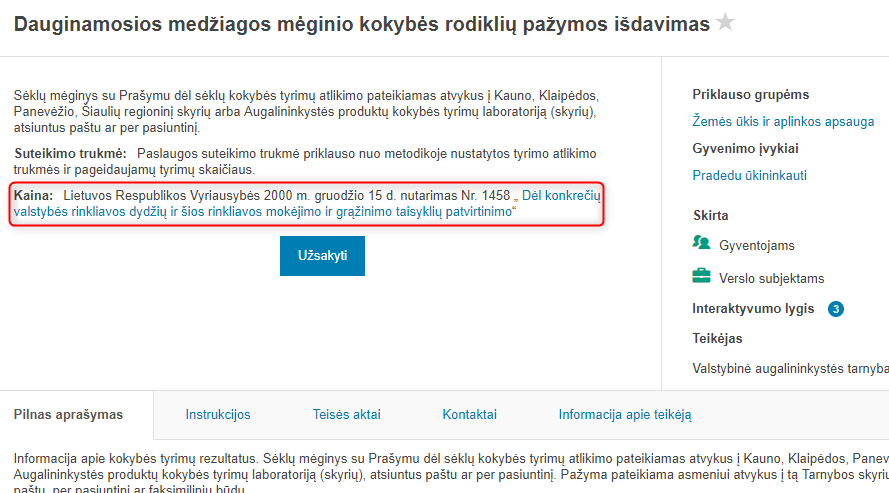 Dauginamosios medžiagos mėginio kokybės rodiklių pažymos išdavimas
Sėklų mėginys su Prašymu dėl sėklų kokybės tyrimų atlikimo pateikiamas atvykus į Kauno, Klaipėdos,
Panevėžio, Šiaulių regioninį skyrių arba Augalininkystės produktų kokybės tyrimų laboratoriją (skyrių),
atsiuntus paštu ar per pasiuntinį.
Suteikimo trukmė: Paslaugos suteikimo trukmė priklauso nuo metodikoje nustatytos tyrimo atlikimo
trukmės ir pageidaujamų tyrimų skaičiaus.
Kaina: Lietuvos Respublikos Vyriausybės 2000 m. gruodžio 15 d. nutarimas Nr. 1458 „ Dėl konkrečių
valstybės rinkliavos dydžių ir šios rinkliavos mokėjimo ir grąžinimo taisyklių patvirtinimo“
Užsakyti
Priklauso grupėms
Žemės ūkis ir aplinkos apsauga
Gyvenimo įvykiai
Pradedu ūkininkauti
Skirta
Gyventojams
Verslo subjektams
Interaktyvumo lygis 3
Teikėjas
Valstybinė augalininkystės tarnyba
Pilnas aprašymas Instrukcijos Teisės aktai Kontaktai Informacija apie teikėją
Informacija apie kokybės tyrimų rezultatus. Sėklų mėginys su Prašymu dėl sėklų kokybės tyrimų atlikimo pateikiamas atvykus į Kauno, Klaipėdos, Pane
Augalininkystės produktų kokybės tyrimų laboratoriją (skyrių), atsiuntus paštu ar per pasiuntinį. Pažyma pateikiama asmeniui atvykus į tą Tarnybos skyri
paštu, per pasiuntinį ar faksimiliniu būdu.